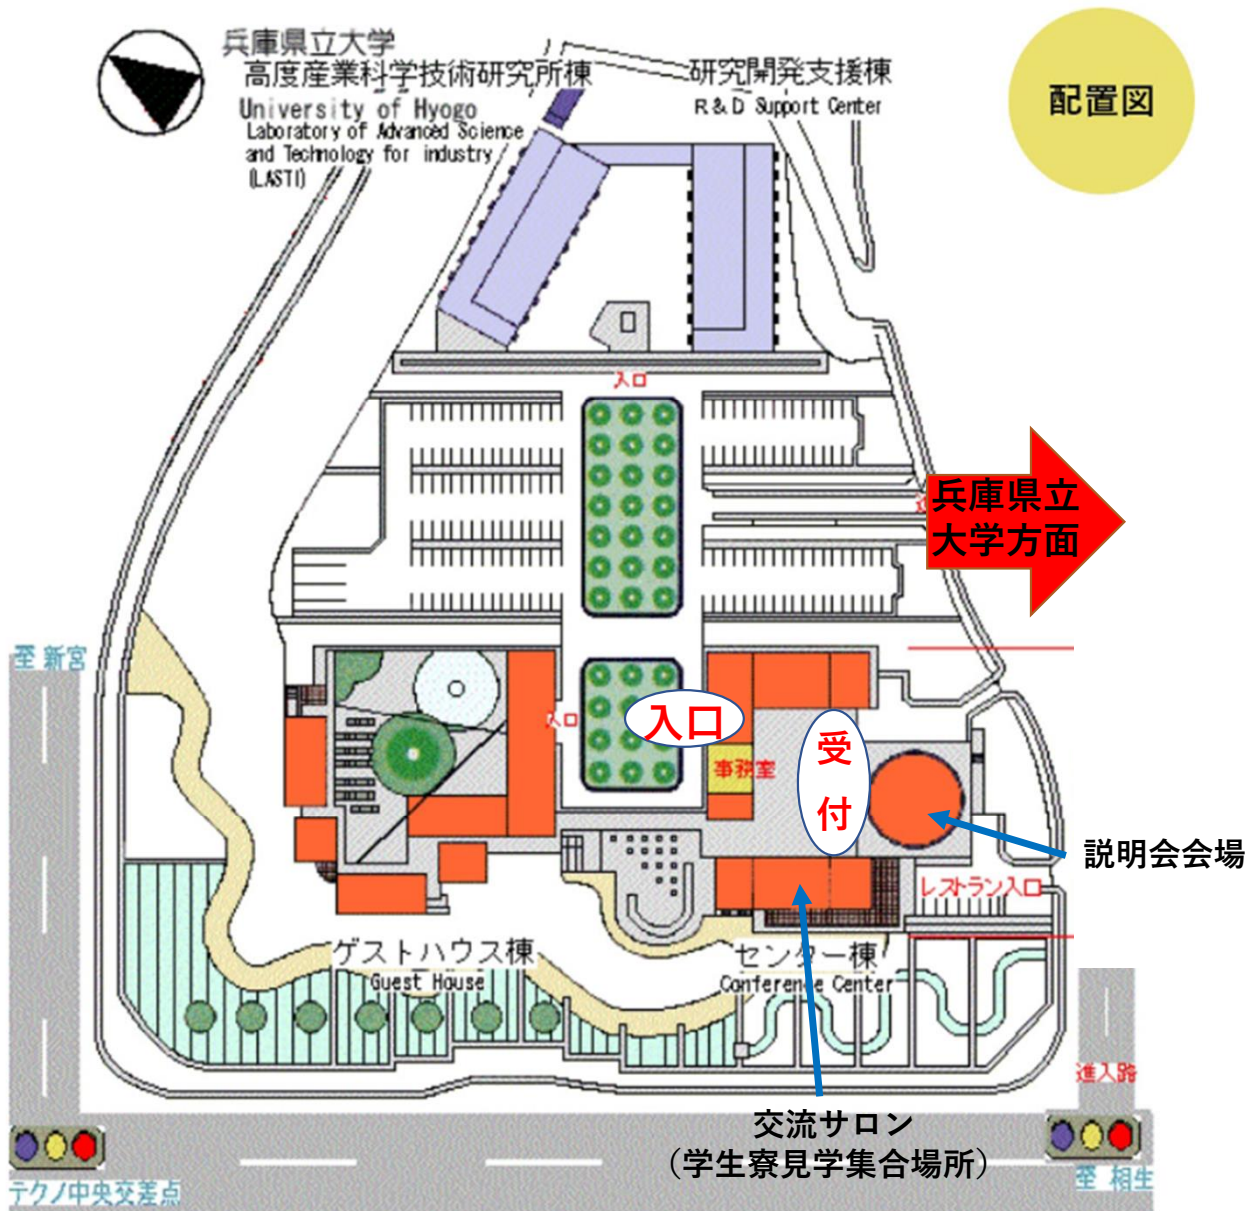 兵庫県立大学
高度産業科学技術研究所棟
University of Hyogo
Laboratory of Advanced Science
and Technology for industry
(LASTI)
研究開発支援棟
R & D Support Center
配置図
入口
兵庫県立
大学方面
至 新宮
入口
入口
事務室
受
付
説明会会場
レストラン入口
ゲストハウス棟
Guest House
センター棟
Conference Center
進入路
交流サロン
（学生寮見学集合場所）
テクノ中央交差点
至 相生